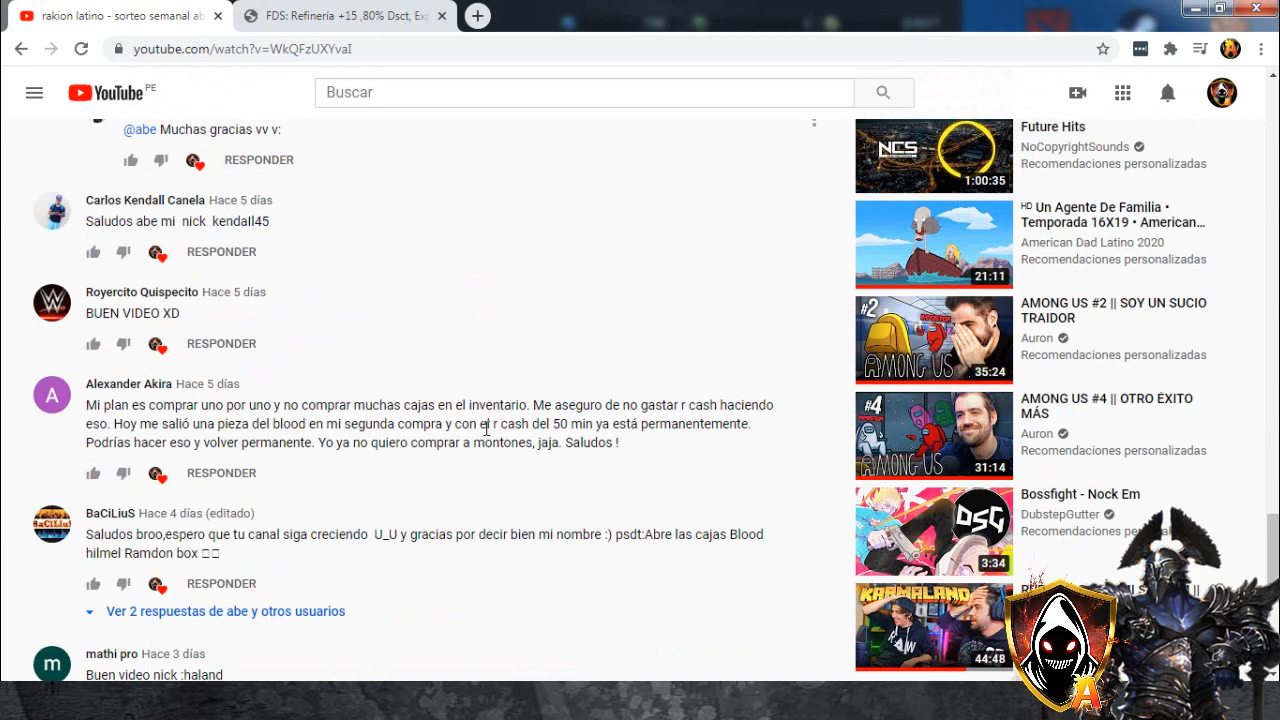 rakion latino - sorteo semanal ab
FDS: Refinería +15 ,80% Dsct, Exp
youtube.com/watch?v=WkQFzUXYvaI
YouTube PE
Buscar
@abe Muchas gracias vv v:
RESPONDER
Carlos Kendall Canela Hace 5 días
Saludos abe mi nick kendall45
RESPONDER
Royercito Quispecito Hace 5 días
BUEN VIDEO XD
RESPONDER
Alexander Akira Hace 5 días
Mi plan es comprar uno por uno y no comprar muchas cajas en el inventario. Me aseguro de no gastar r cash haciendo
eso. Hoy me salió una pieza del blood en mi segunda compra y con el r cash del 50 min ya está permanentemente.
Podrías hacer eso y volver permanente. Yo ya no quiero comprar a montones, jaja. Saludos !
RESPONDER
BaCiLiuS Hace 4 días (editado)
Saludos broo,espero que tu canal siga creciendo U_U y gracias por decir bien mi nombre :) psdt:Abre las cajas Blood
hilmel Ramdon box
RESPONDER
Ver 2 respuestas de abe y otros usuarios
mathi pro Hace 3 días
Buen video nick :haland
NCS
1:00:35
Future Hits
NoCopyrightSounds
Recomendaciones personalizadas
21:11
HD Un Agente De Familia •
Temporada 16X19 • American...
American Dad Latino 2020
Recomendaciones personalizadas
#2
AMONG US
35:24
AMONG US #2 || SOY UN SUCIO
TRAIDOR
Auron
Recomendaciones personalizadas
#4
AMONG US
31:14
AMONG US #4 || OTRO ÉXITO
MÁS
Auron
Recomendaciones personalizadas
DSG
3:34
Bossfight - Nock Em
DubstepGutter
Recomendaciones
KARMALAND
44:48
A